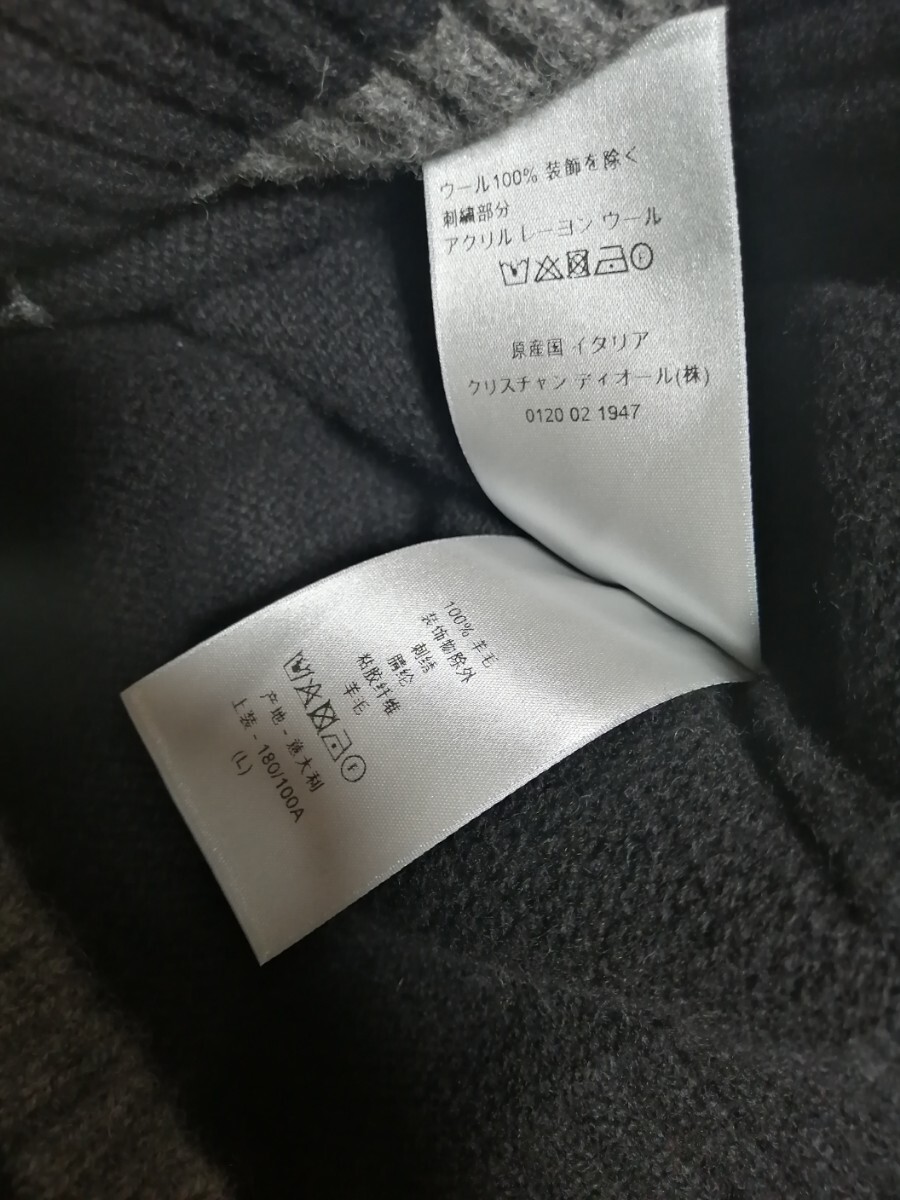 ウール100% 装飾を除く
刺繍部分
アクリル レーヨン ウール
原産国 イタリア
クリスチャン ディオール(株)
0120 02 1947
100% 羊毛
装饰物除外
刺绣
腈纶
粘胶纤维
羊毛
产地 - 意大利
上装 - 180/100A
(L)